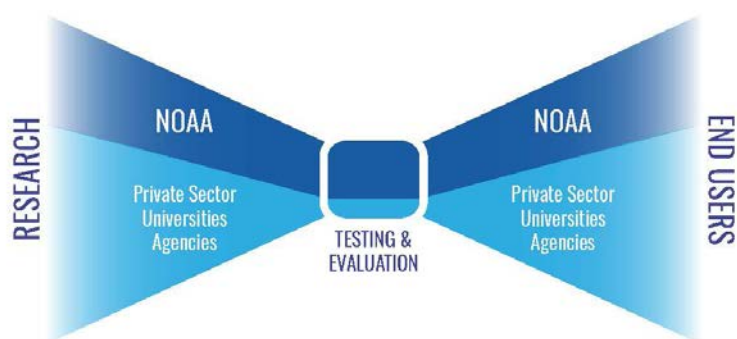 RESEARCH
NOAA
Private Sector
Universities
Agencies
TESTING &
EVALUATION
NOAA
Private Sector
Universities
Agencies
END USERS